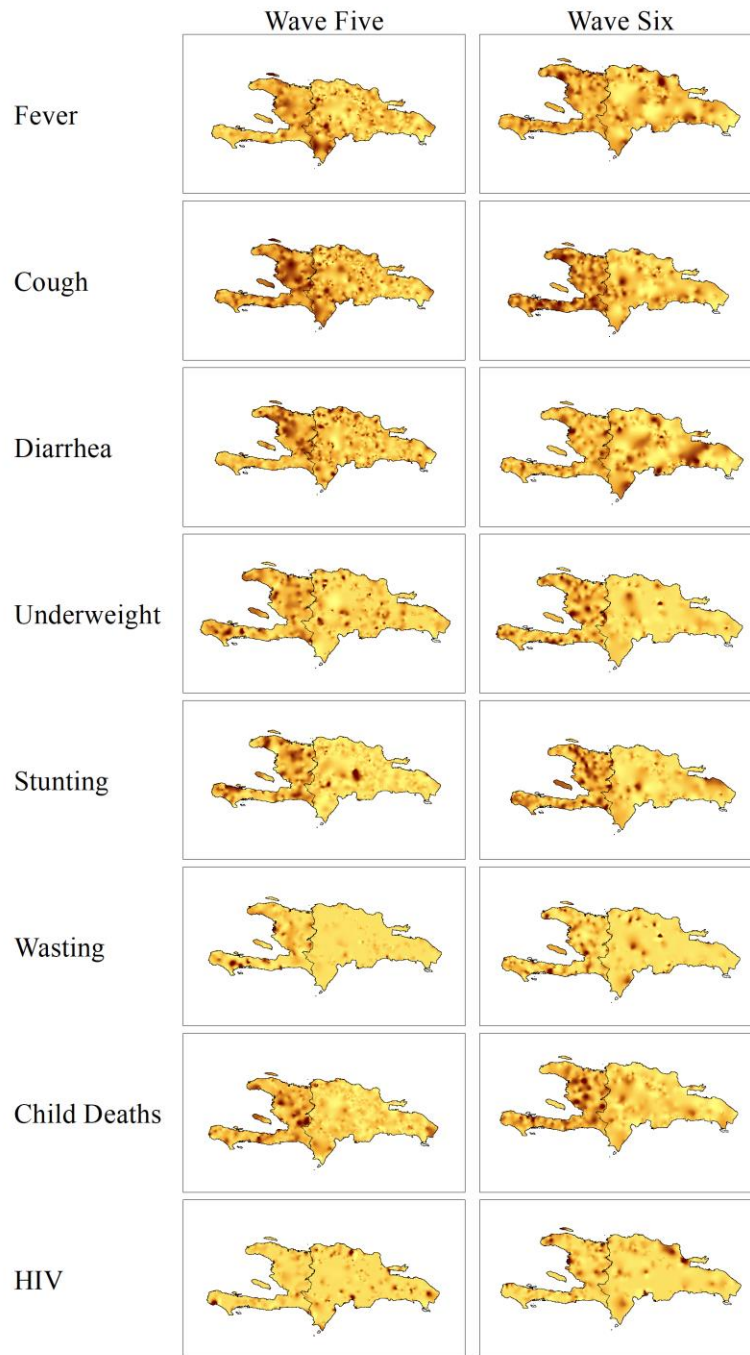 Wave Five Wave Six
Fever
Cough
Diarrhea
Underweight
Stunting
Wasting
Child Deaths
HIV